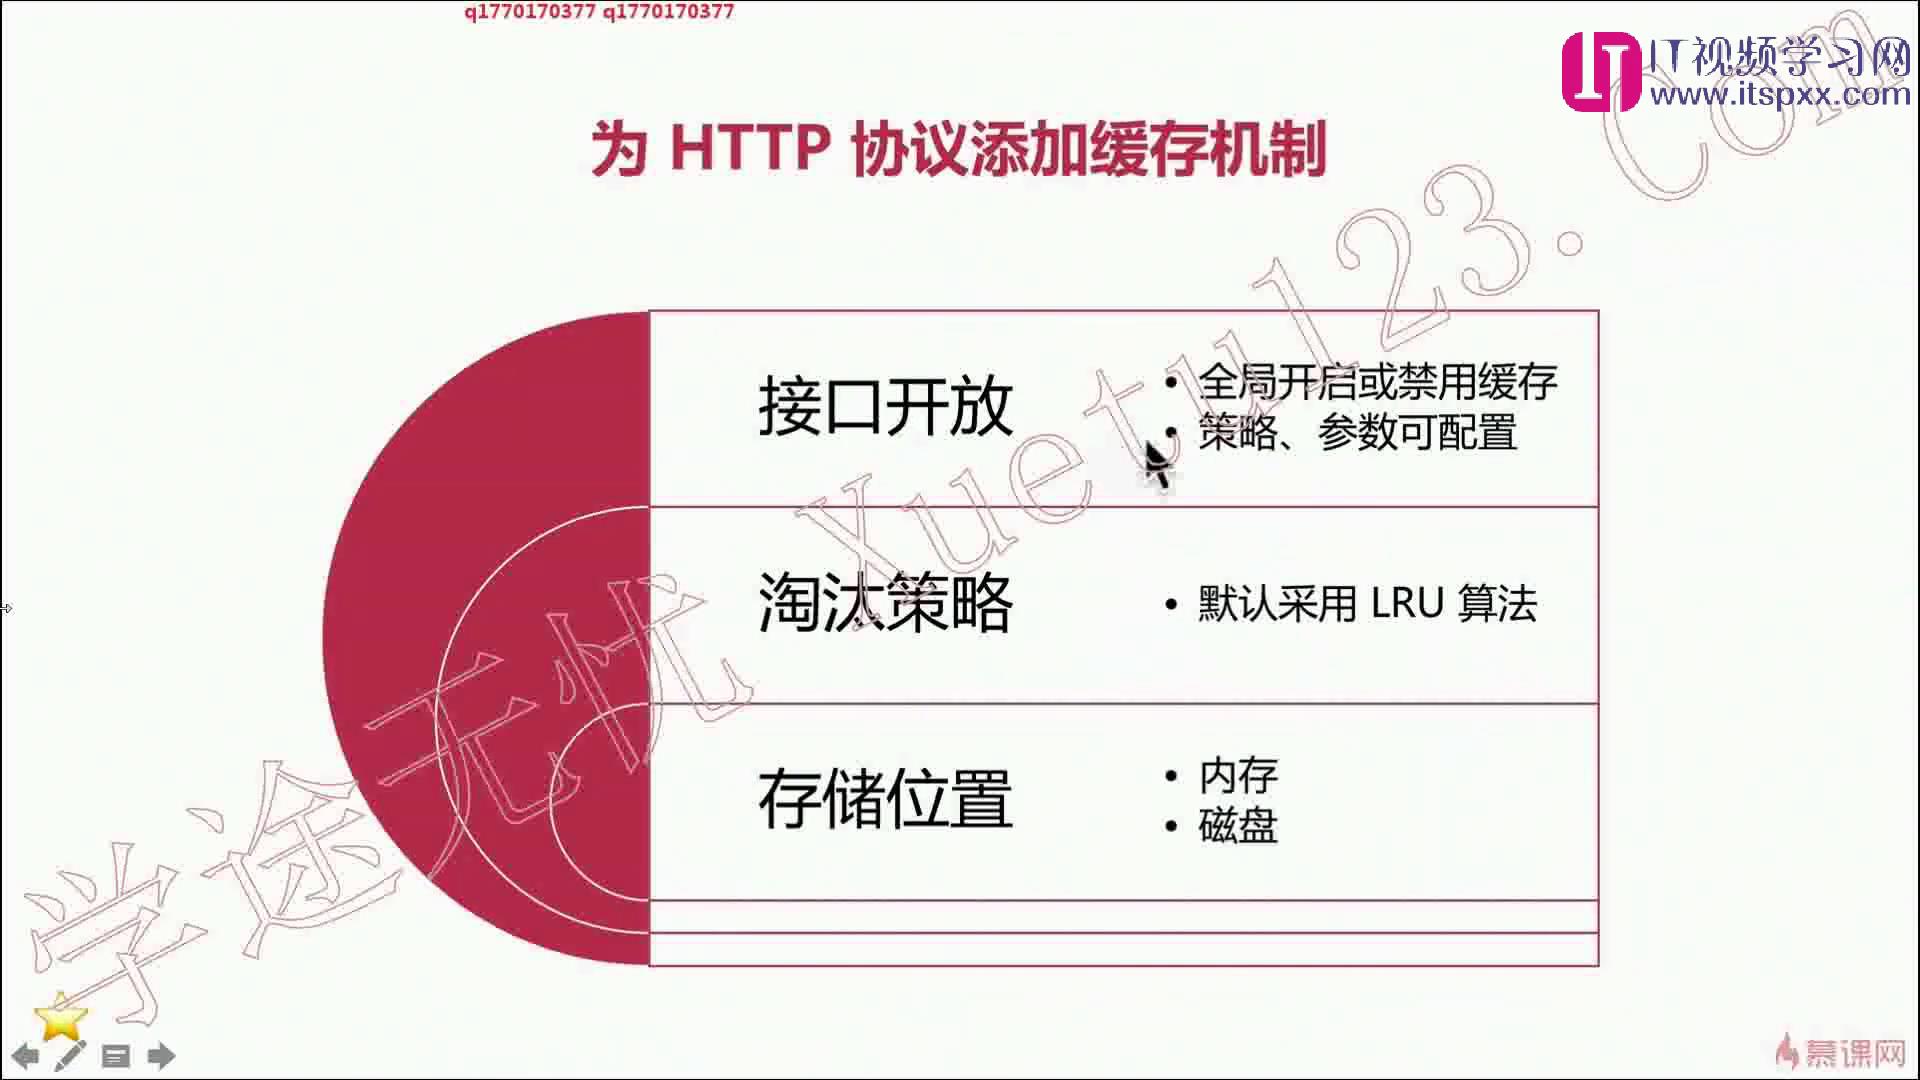 q1770170377 q1770170377
IT视频学习网
www.itspxx.com
为 HTTP 协议添加缓存机制
接口开放
• 全局开启或禁用缓存
• 策略、参数可配置
淘汰策略
• 默认采用 LRU 算法
存储位置
• 内存
• 磁盘
学途无忧 Xuetu123.Com
慕课网